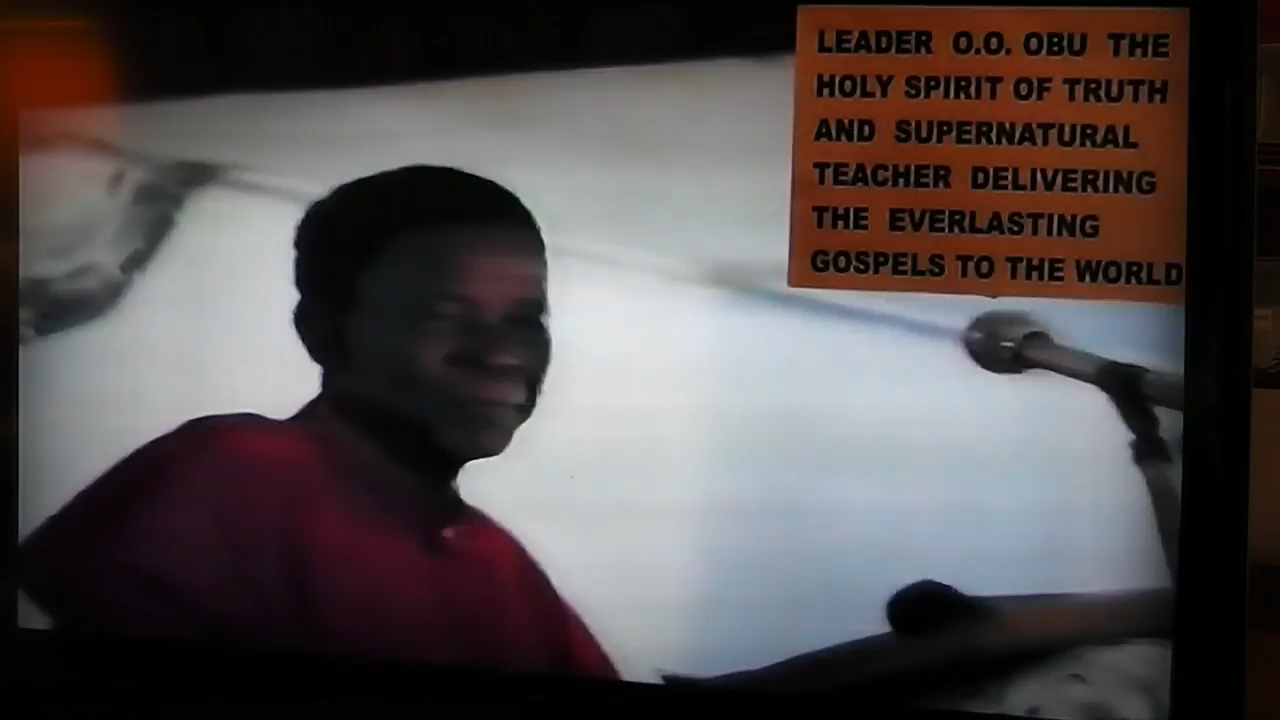 LEADER O.O. OBU THE
HOLY SPIRIT OF TRUTH
AND SUPERNATURAL
TEACHER DELIVERING
THE EVERLASTING
GOSPELS TO THE WORLD